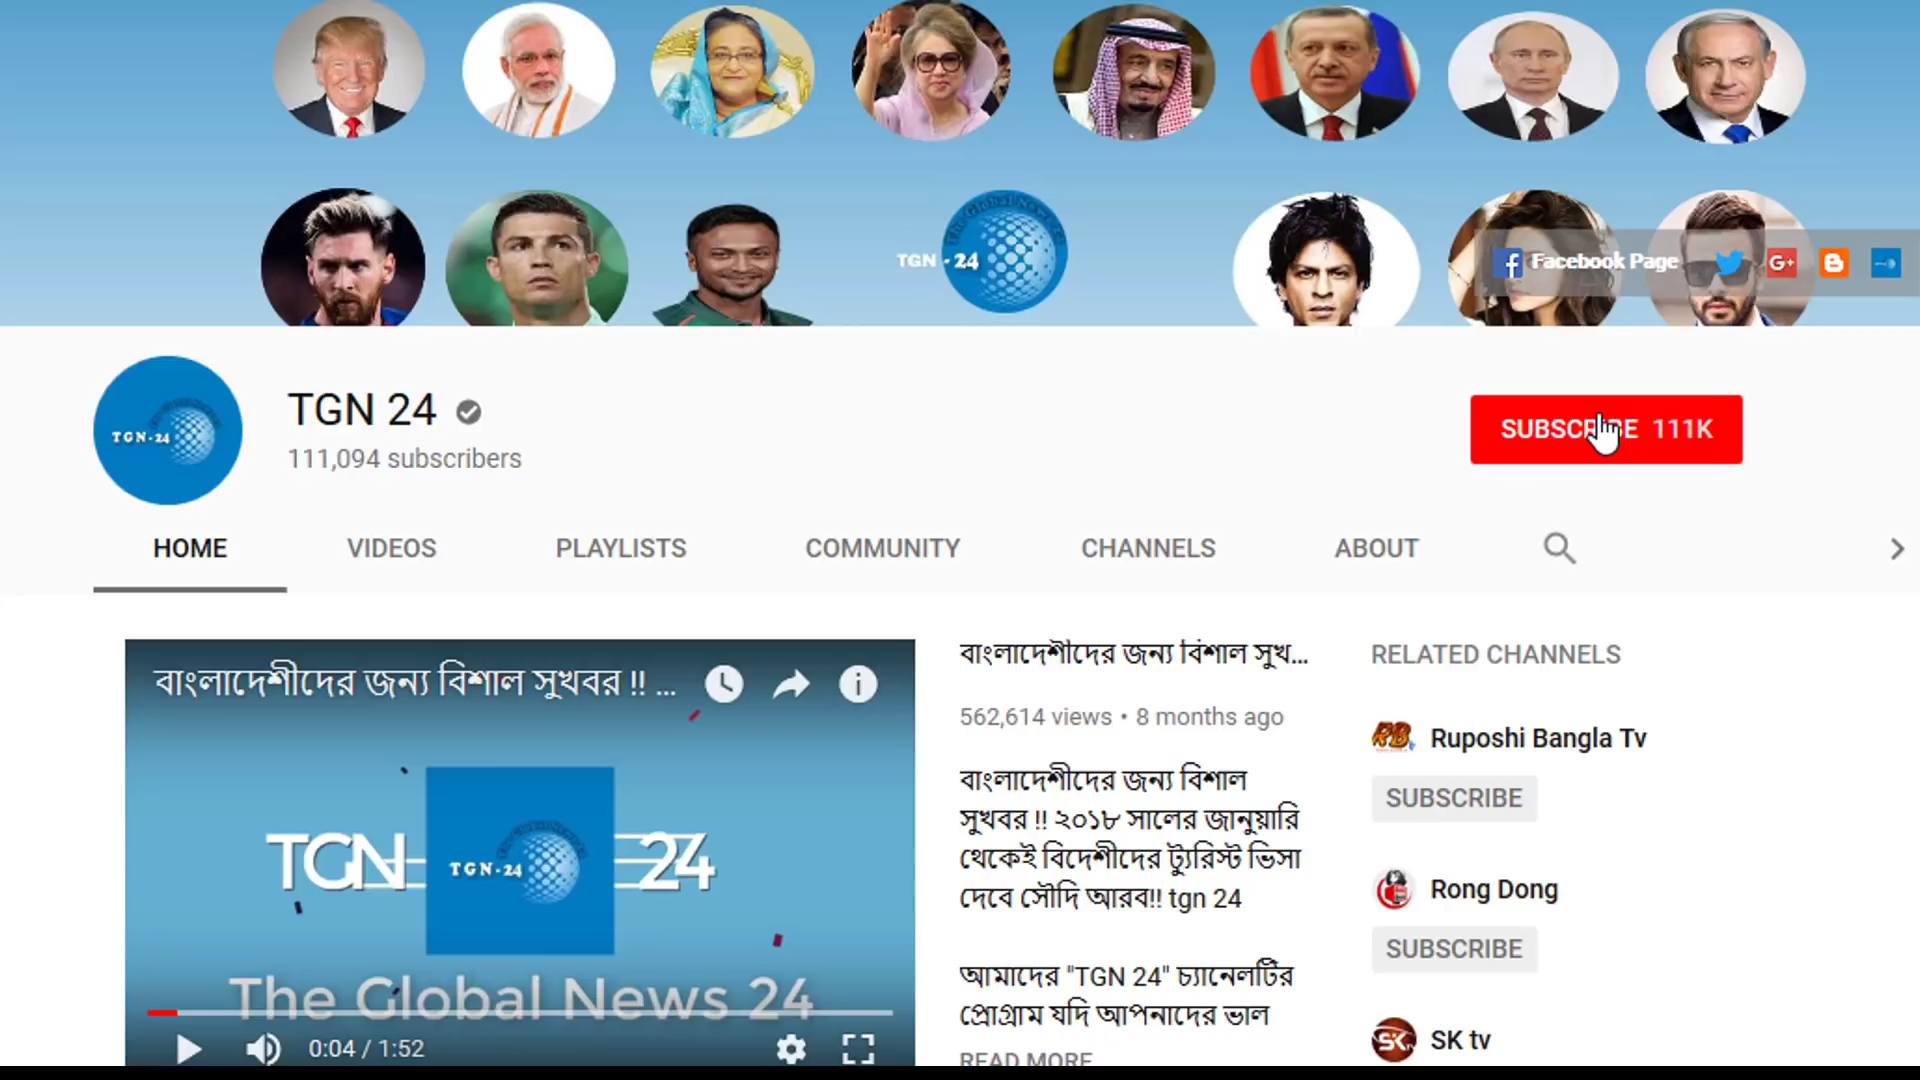 TGN - 24
Facebook Page
G+
TGN-24
TGN 24
111,094 subscribers
SUBSCRIBE 111K
HOME
VIDEOS
PLAYLISTS
COMMUNITY
CHANNELS
ABOUT
বাংলাদেশীদের জন্য বিশাল সুখবর !! ...
TGN
TGN-24
24
The Global News 24
0:04 / 1:52
বাংলাদেশীদের জন্য বিশাল সুখ...
562,614 views • 8 months ago
বাংলাদেশীদের জন্য বিশাল
সুখবর !! ২০১৮ সালের জানুয়ারি
থেকেই বিদেশীদের ট্যুরিস্ট ভিসা
দেবে সৌদি আরব!! tgn 24
আমাদের "TGN 24" চ্যানেলটির
প্রোগ্রাম যদি আপনাদের ভাল
READ MORE
RELATED CHANNELS
Ruposhi Bangla Tv
SUBSCRIBE
Rong Dong
SUBSCRIBE
SK tv